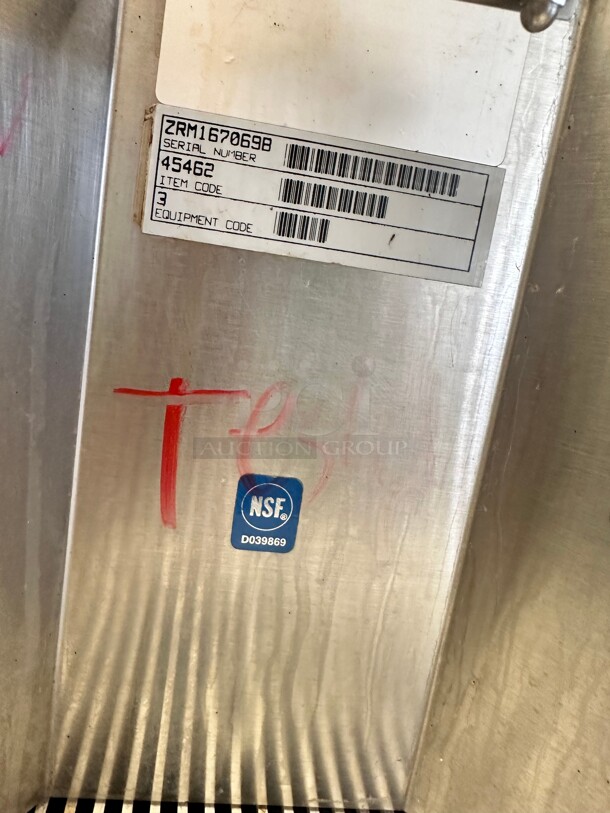 ZRM1670698
SERIAL NUMBER
45462
ITEM CODE
3
EQUIPMENT CODE
AUCTION GROUP
NSF®
D039869